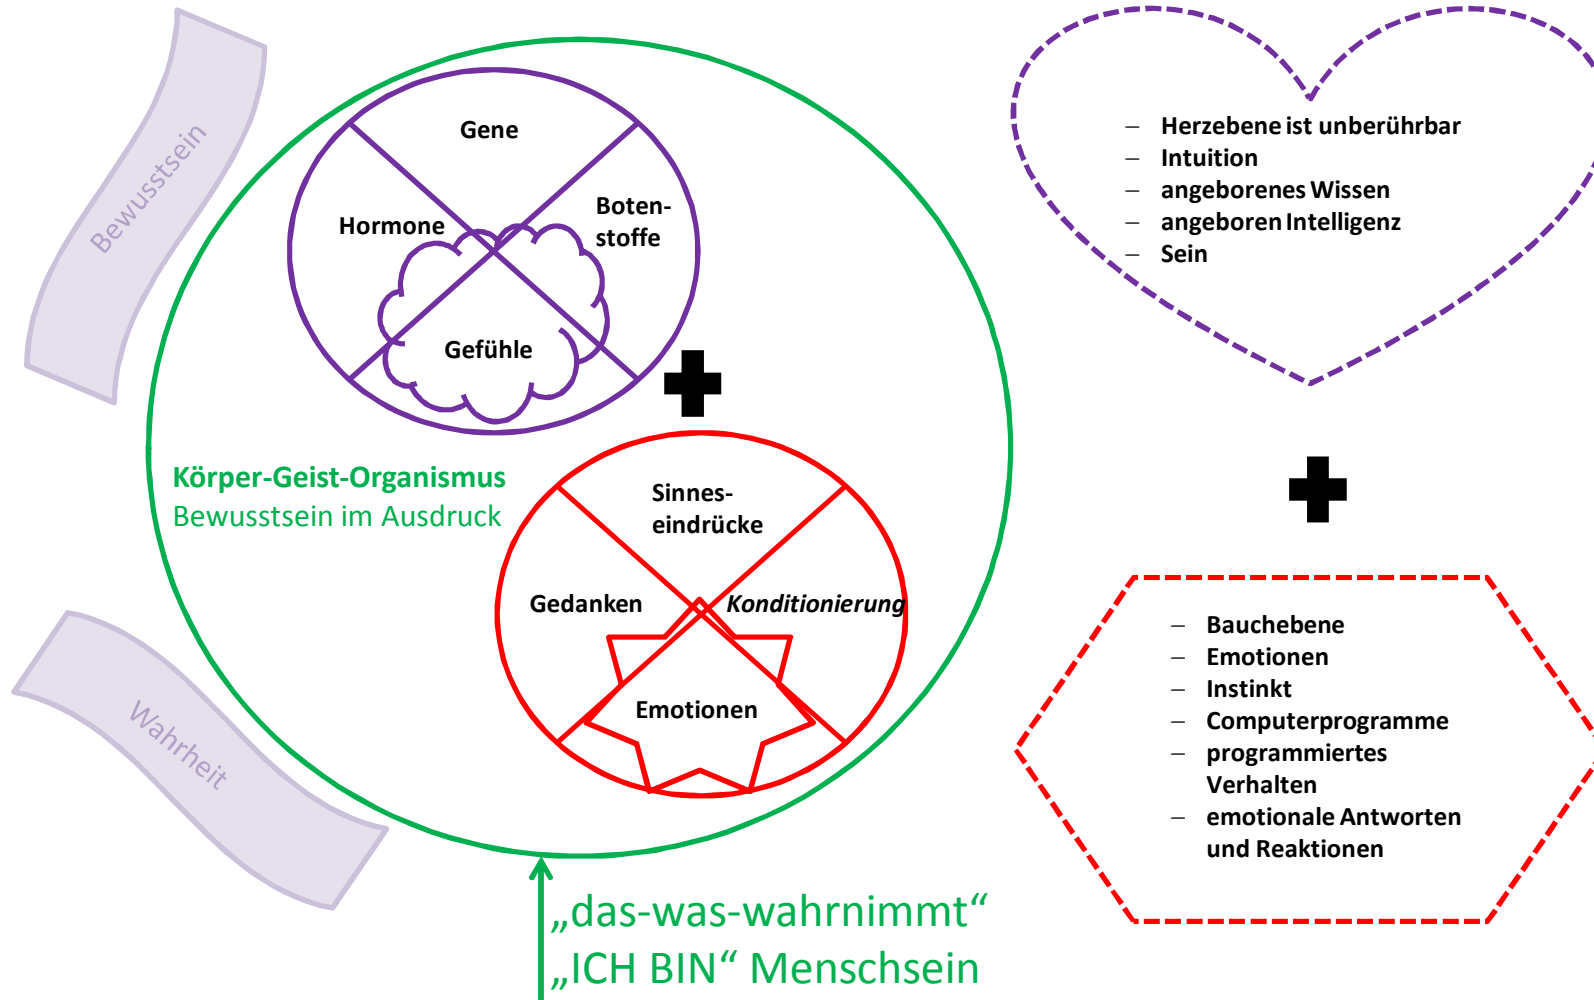 Bewusstsein
Gene
Hormone
Boten-
stoffe
Gefühle
Körper-Geist-Organismus
Bewusstsein im Ausdruck
Sinnes-
eindrücke
Gedanken
Konditionierung
Emotionen
Wahrheit
„das-was-wahrnimmt“
„ICH BIN“ Menschsein
– Herzebene ist unberührbar
– Intuition
– angeborenes Wissen
– angeboren Intelligenz
– Sein
– Bauchebene
– Emotionen
– Instinkt
– Computerprogramme
– programmiertes
Verhalten
– emotionale Antworten
und Reaktionen